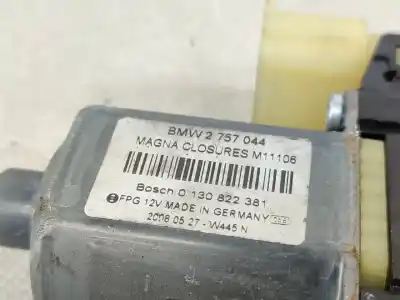 BMW 2 757 044
MAGNA CLOSURES M11106
Bosch 0 130 822 381
FPG 12V MADE IN GERMANY
2008 05 27 - W445 N